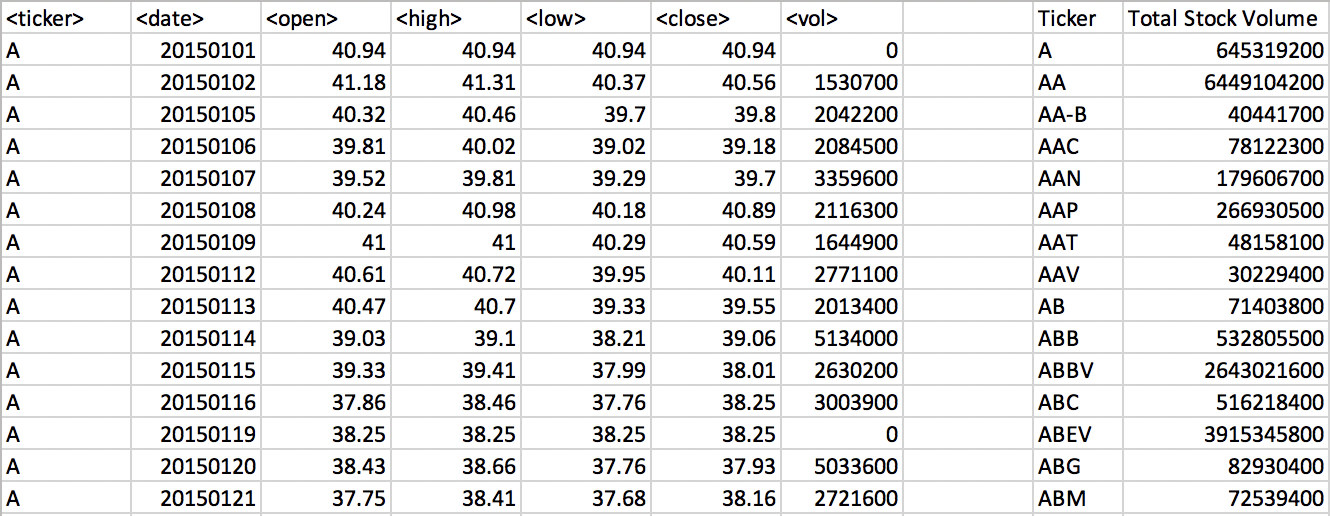 <ticker> <date> <open> <high> <low> <close> <vol> Ticker Total Stock Volume
A 20150101 40.94 40.94 40.94 40.94 0 A 645319200
A 20150102 41.18 41.31 40.37 40.56 1530700 AA 6449104200
A 20150105 40.32 40.46 39.7 39.8 2042200 AA-B 40441700
A 20150106 39.81 40.02 39.02 39.18 2084500 AAC 78122300
A 20150107 39.52 39.81 39.29 39.7 3359600 AAN 179606700
A 20150108 40.24 40.98 40.18 40.89 2116300 AAP 266930500
A 20150109 41 41 40.29 40.59 1644900 AAT 48158100
A 20150112 40.61 40.72 39.95 40.11 2771100 AAV 30229400
A 20150113 40.47 40.7 39.33 39.55 2013400 AB 71403800
A 20150114 39.03 39.1 38.21 39.06 5134000 ABB 532805500
A 20150115 39.33 39.41 37.99 38.01 2630200 ABBV 2643021600
A 20150116 37.86 38.46 37.76 38.25 3003900 ABC 516218400
A 20150119 38.25 38.25 38.25 38.25 0 ABEV 3915345800
A 20150120 38.43 38.66 37.76 37.93 5033600 ABG 82930400
A 20150121 37.75 38.41 37.68 38.16 2721600 ABM 72539400